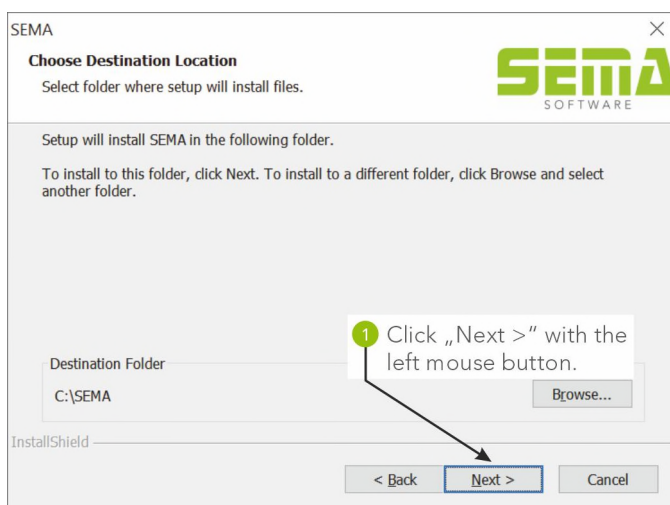 SEMA
Choose Destination Location
Select folder where setup will install files.
SEMA
SOFTWARE
Setup will install SEMA in the following folder.
To install to this folder, click Next. To install to a different folder, click Browse and select
another folder.
1 Click „Next >“ with the
left mouse button.
Destination Folder
C:\SEMA
Browse...
InstallShield
< Back
Next >
Cancel